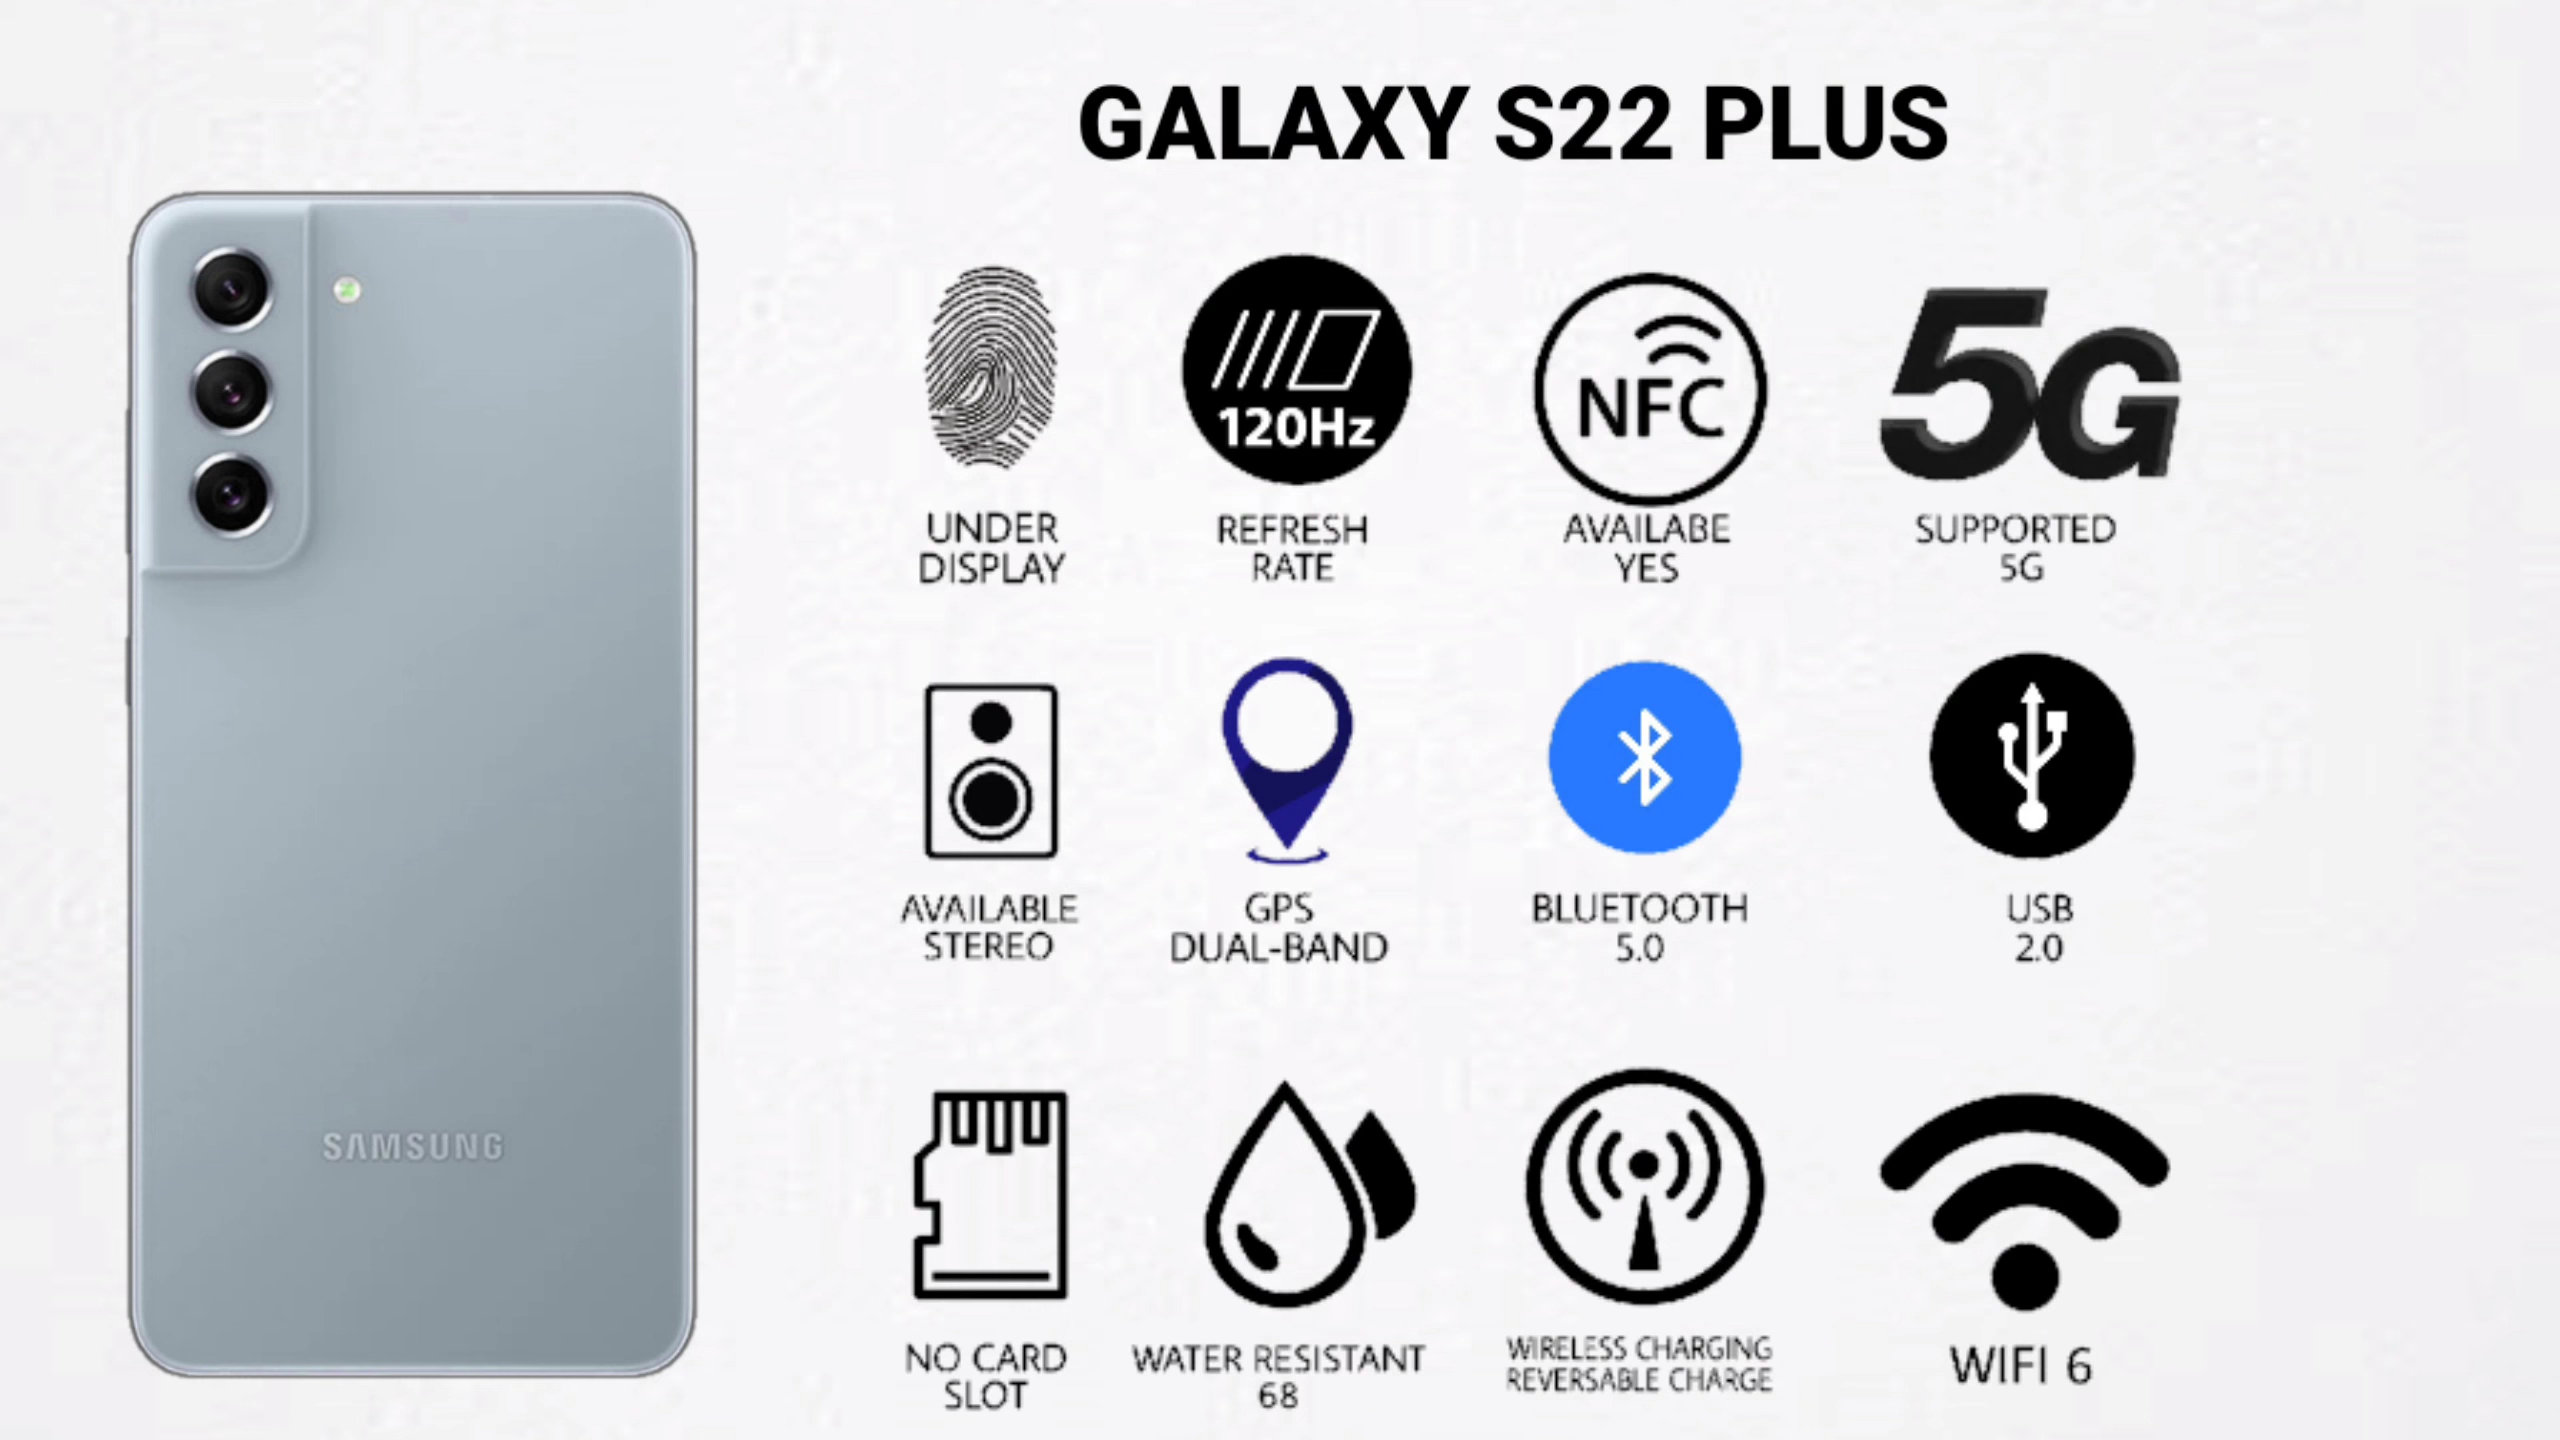 GALAXY S22 PLUS
120Hz
NFC
5G
UNDER
DISPLAY
REFRESH
RATE
AVAILABE
YES
SUPPORTED
5G
AVAILABLE
STEREO
GPS
DUAL-BAND
BLUETOOTH
5.0
USB
2.0
SAMSUNG
NO CARD
SLOT
WATER RESISTANT
68
WIRELESS CHARGING
REVERSABLE CHARGE
WIFI 6